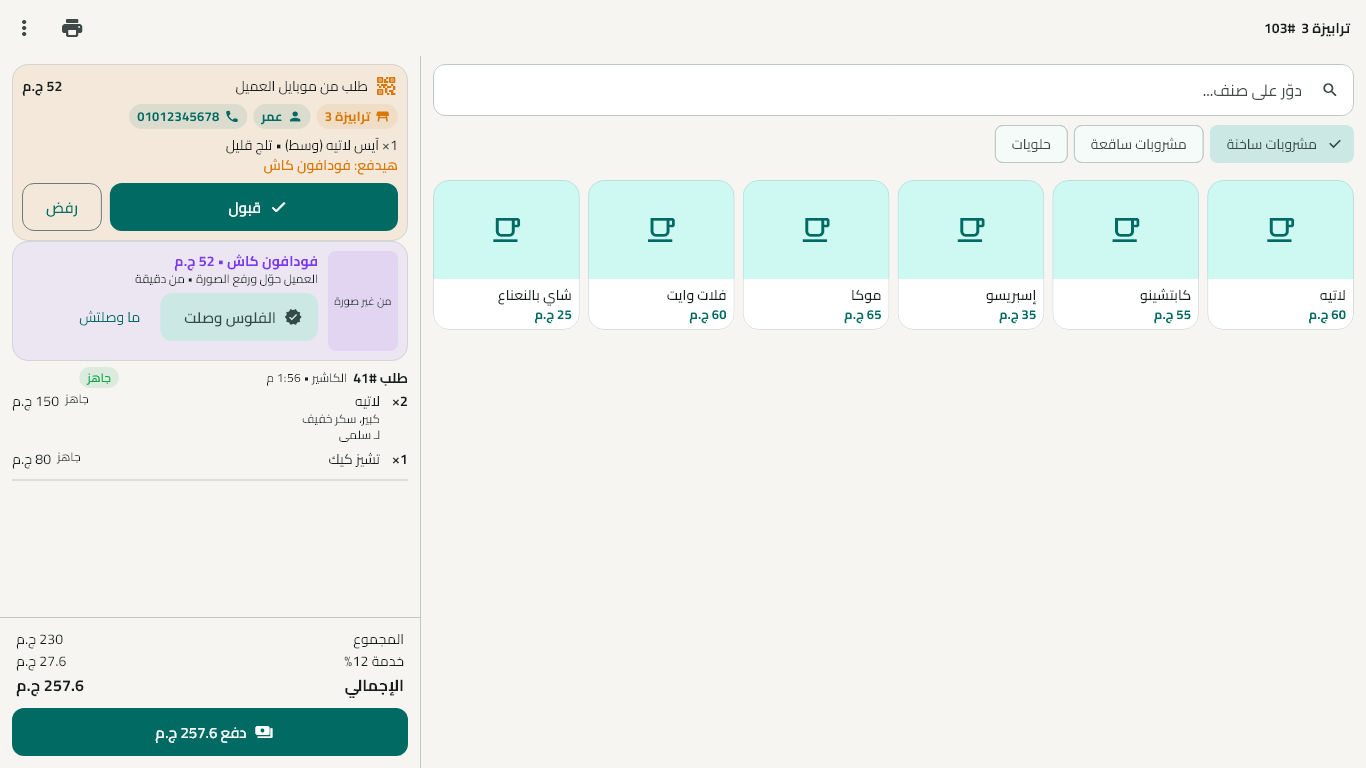 ترابيزة 3 #103
دوّر على صنف...
مشروبات ساخنة
مشروبات ساقعة
حلويات
لاتيه
60 ج.م
كابتشينو
55 ج.م
إسبريسو
35 ج.م
موكا
65 ج.م
فلات وايت
60 ج.م
شاي بالنعناع
25 ج.م
طلب من موبايل العميل
52 ج.م
ترابيزة 3
عمر
01012345678
1× آيس لاتيه (وسط) • تلج قليل
هيدفع: فودافون كاش
قبول
رفض
من غير صورة
فودافون كاش • 52 ج.م
العميل حوّل ورفع الصورة • من دقيقة
الفلوس وصلت
ما وصلتش
طلب #41 الكاشير • 1:56 م
جاهز
2× لاتيه جاهز 150 ج.م
كبير، سكر خفيف
لـ سلمى
1× تشيز كيك جاهز 80 ج.م
المجموع 230 ج.م
خدمة 12% 27.6 ج.م
الإجمالي 257.6 ج.م
دفع 257.6 ج.م